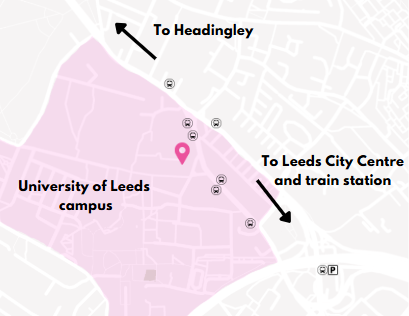 To Headingley
To Leeds City Centre
and train station
University of Leeds
campus
P